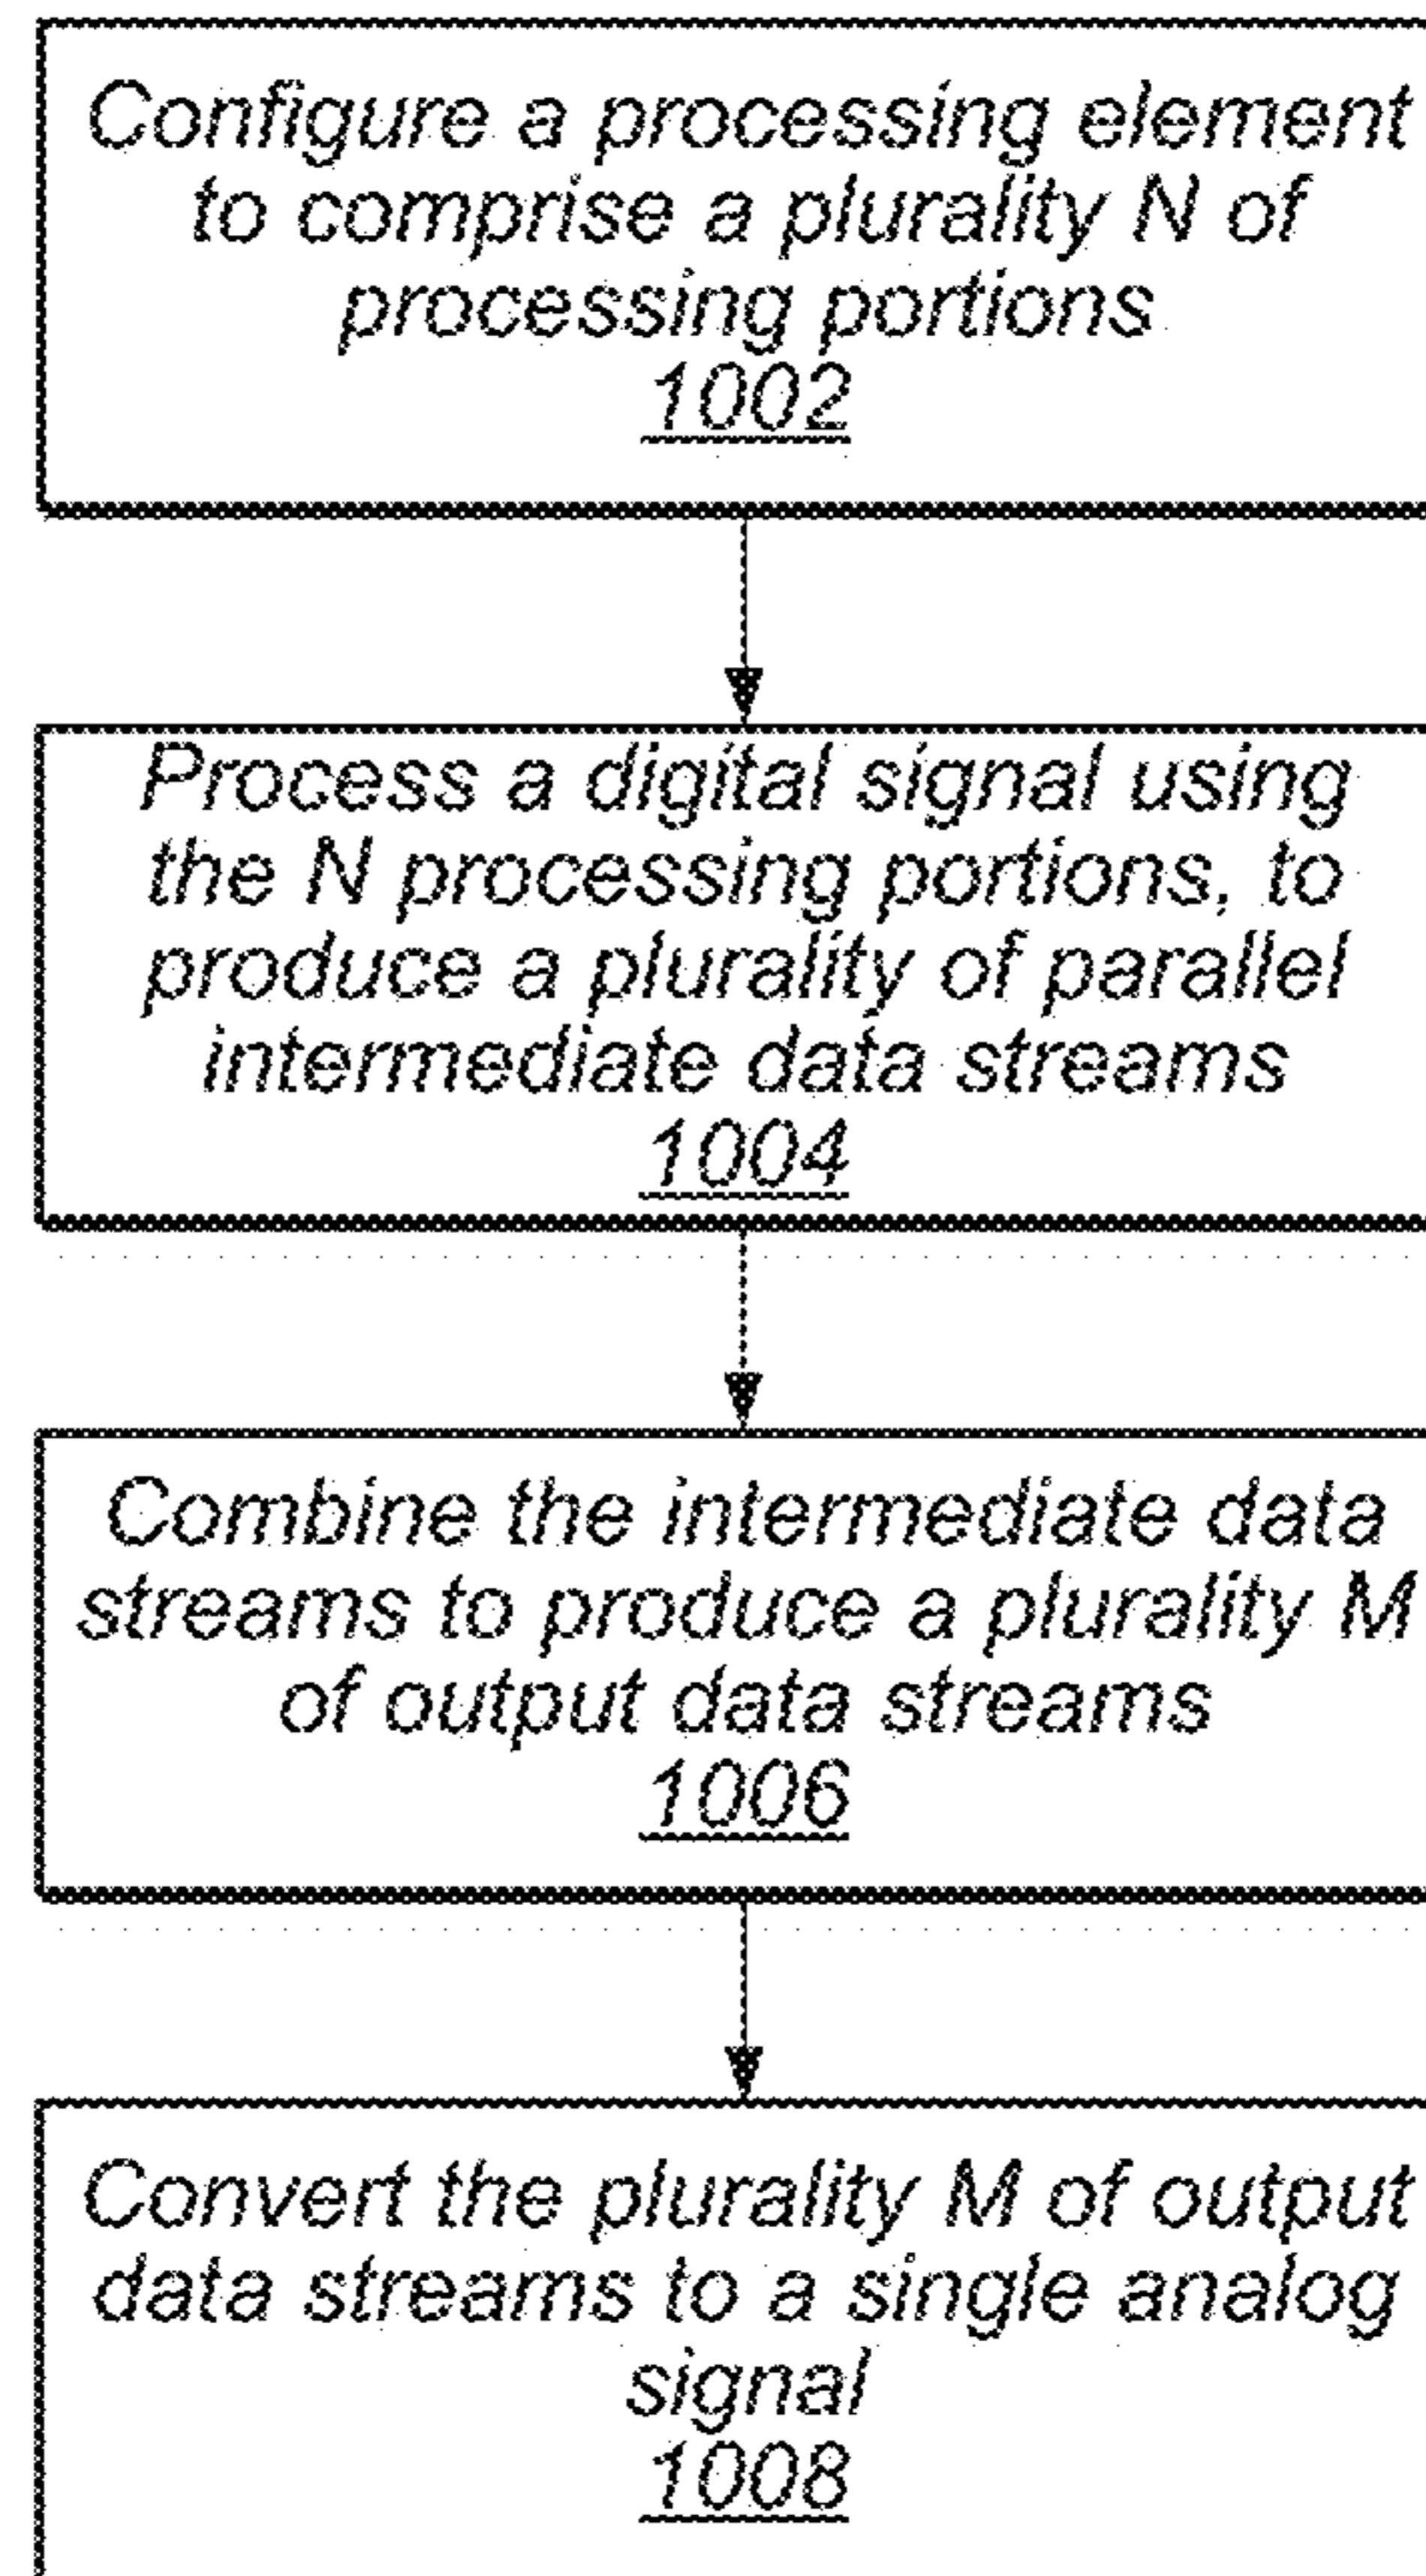 Configure a processing element
to comprise a plurality N of
processing portions
1002
Process a digital signal using
the N processing portions, to
produce a plurality of parallel
intermediate data streams
1004
Combine the intermediate data
streams to produce a plurality M
of output data streams
1006
Convert the plurality M of output
data streams to a single analog
signal
1008